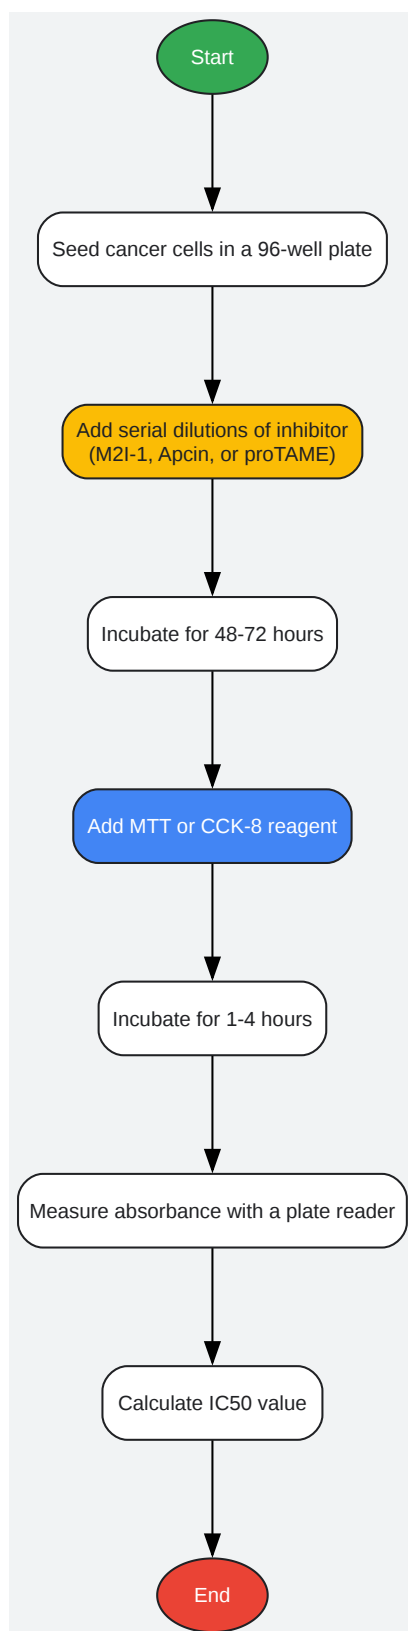 Start
Seed cancer cells in a 96-well plate
Add serial dilutions of inhibitor
(M2I-1, Apcin, or proTAME)
Incubate for 48-72 hours
Add MTT or CCK-8 reagent
Incubate for 1-4 hours
Measure absorbance with a plate reader
Calculate IC50 value
End